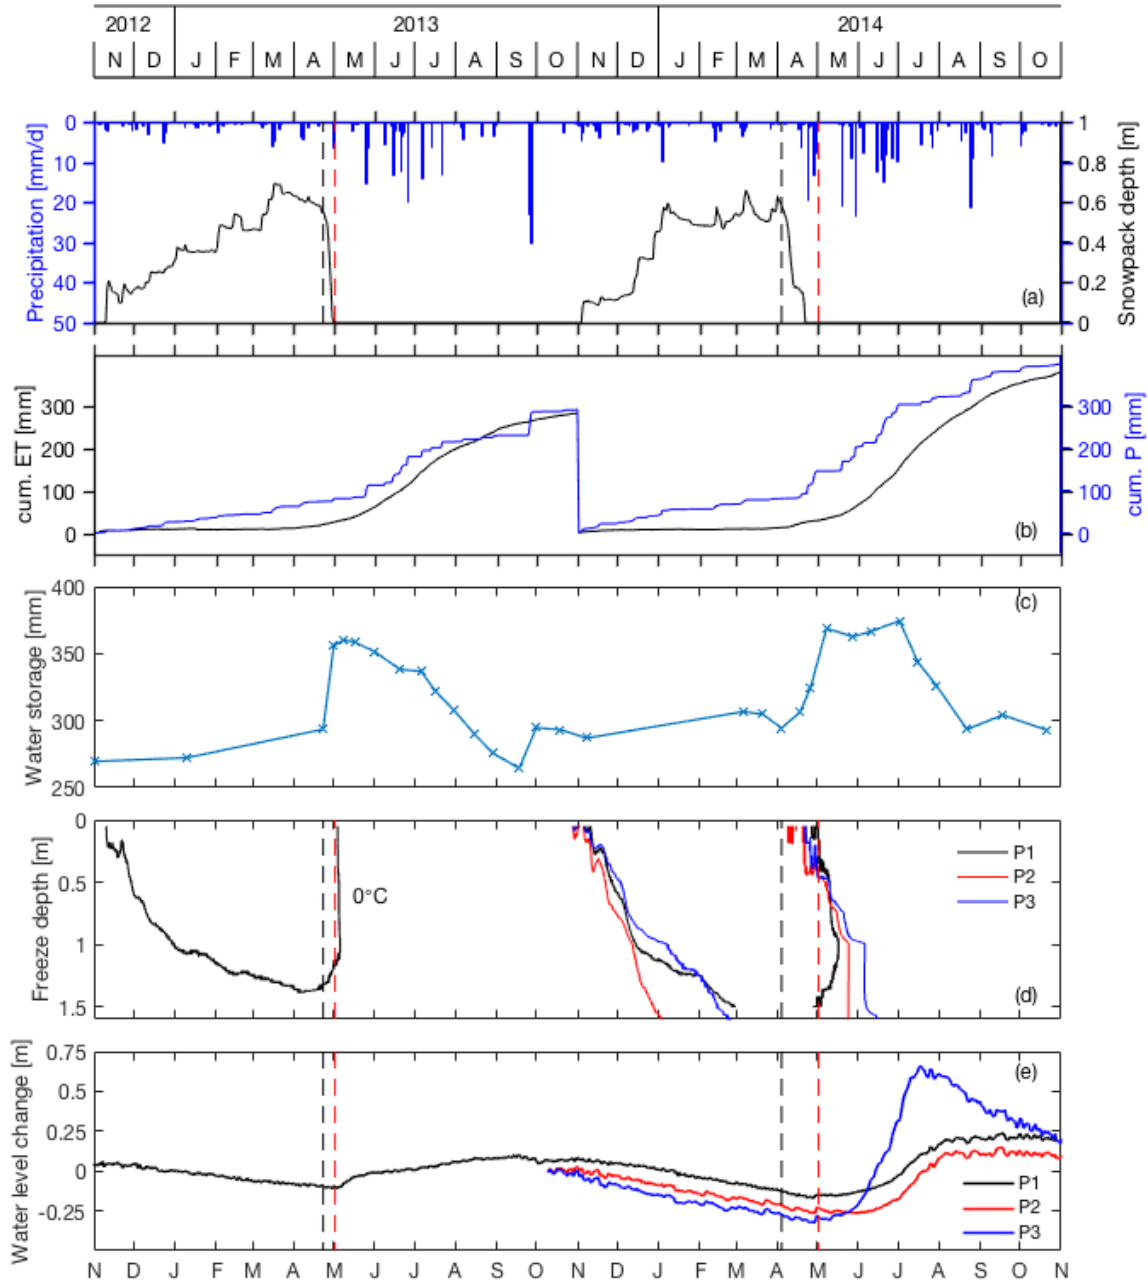 2012 2013 2014
N D J F M A M J J A S O N D J F M A M J J A S O
0 1
10 0.8
20 0.6
30 0.4
40 0.2
50 0
Precipitation [mm/d]
Snowpack depth [m]
(a)
300 300
200 200
100 100
0 0
cum. ET [mm]
cum. P [mm]
(b)
400
350
300
250
Water storage [mm]
(c)
0
0.5
1
1.5
Freeze depth [m]
0°C
P1
P2
P3
(d)
0.75
0.5
0.25
0
-0.25
Water level change [m]
(e)
P1
P2
P3
N D J F M A M J J A S O N D J F M A M J J A S O N